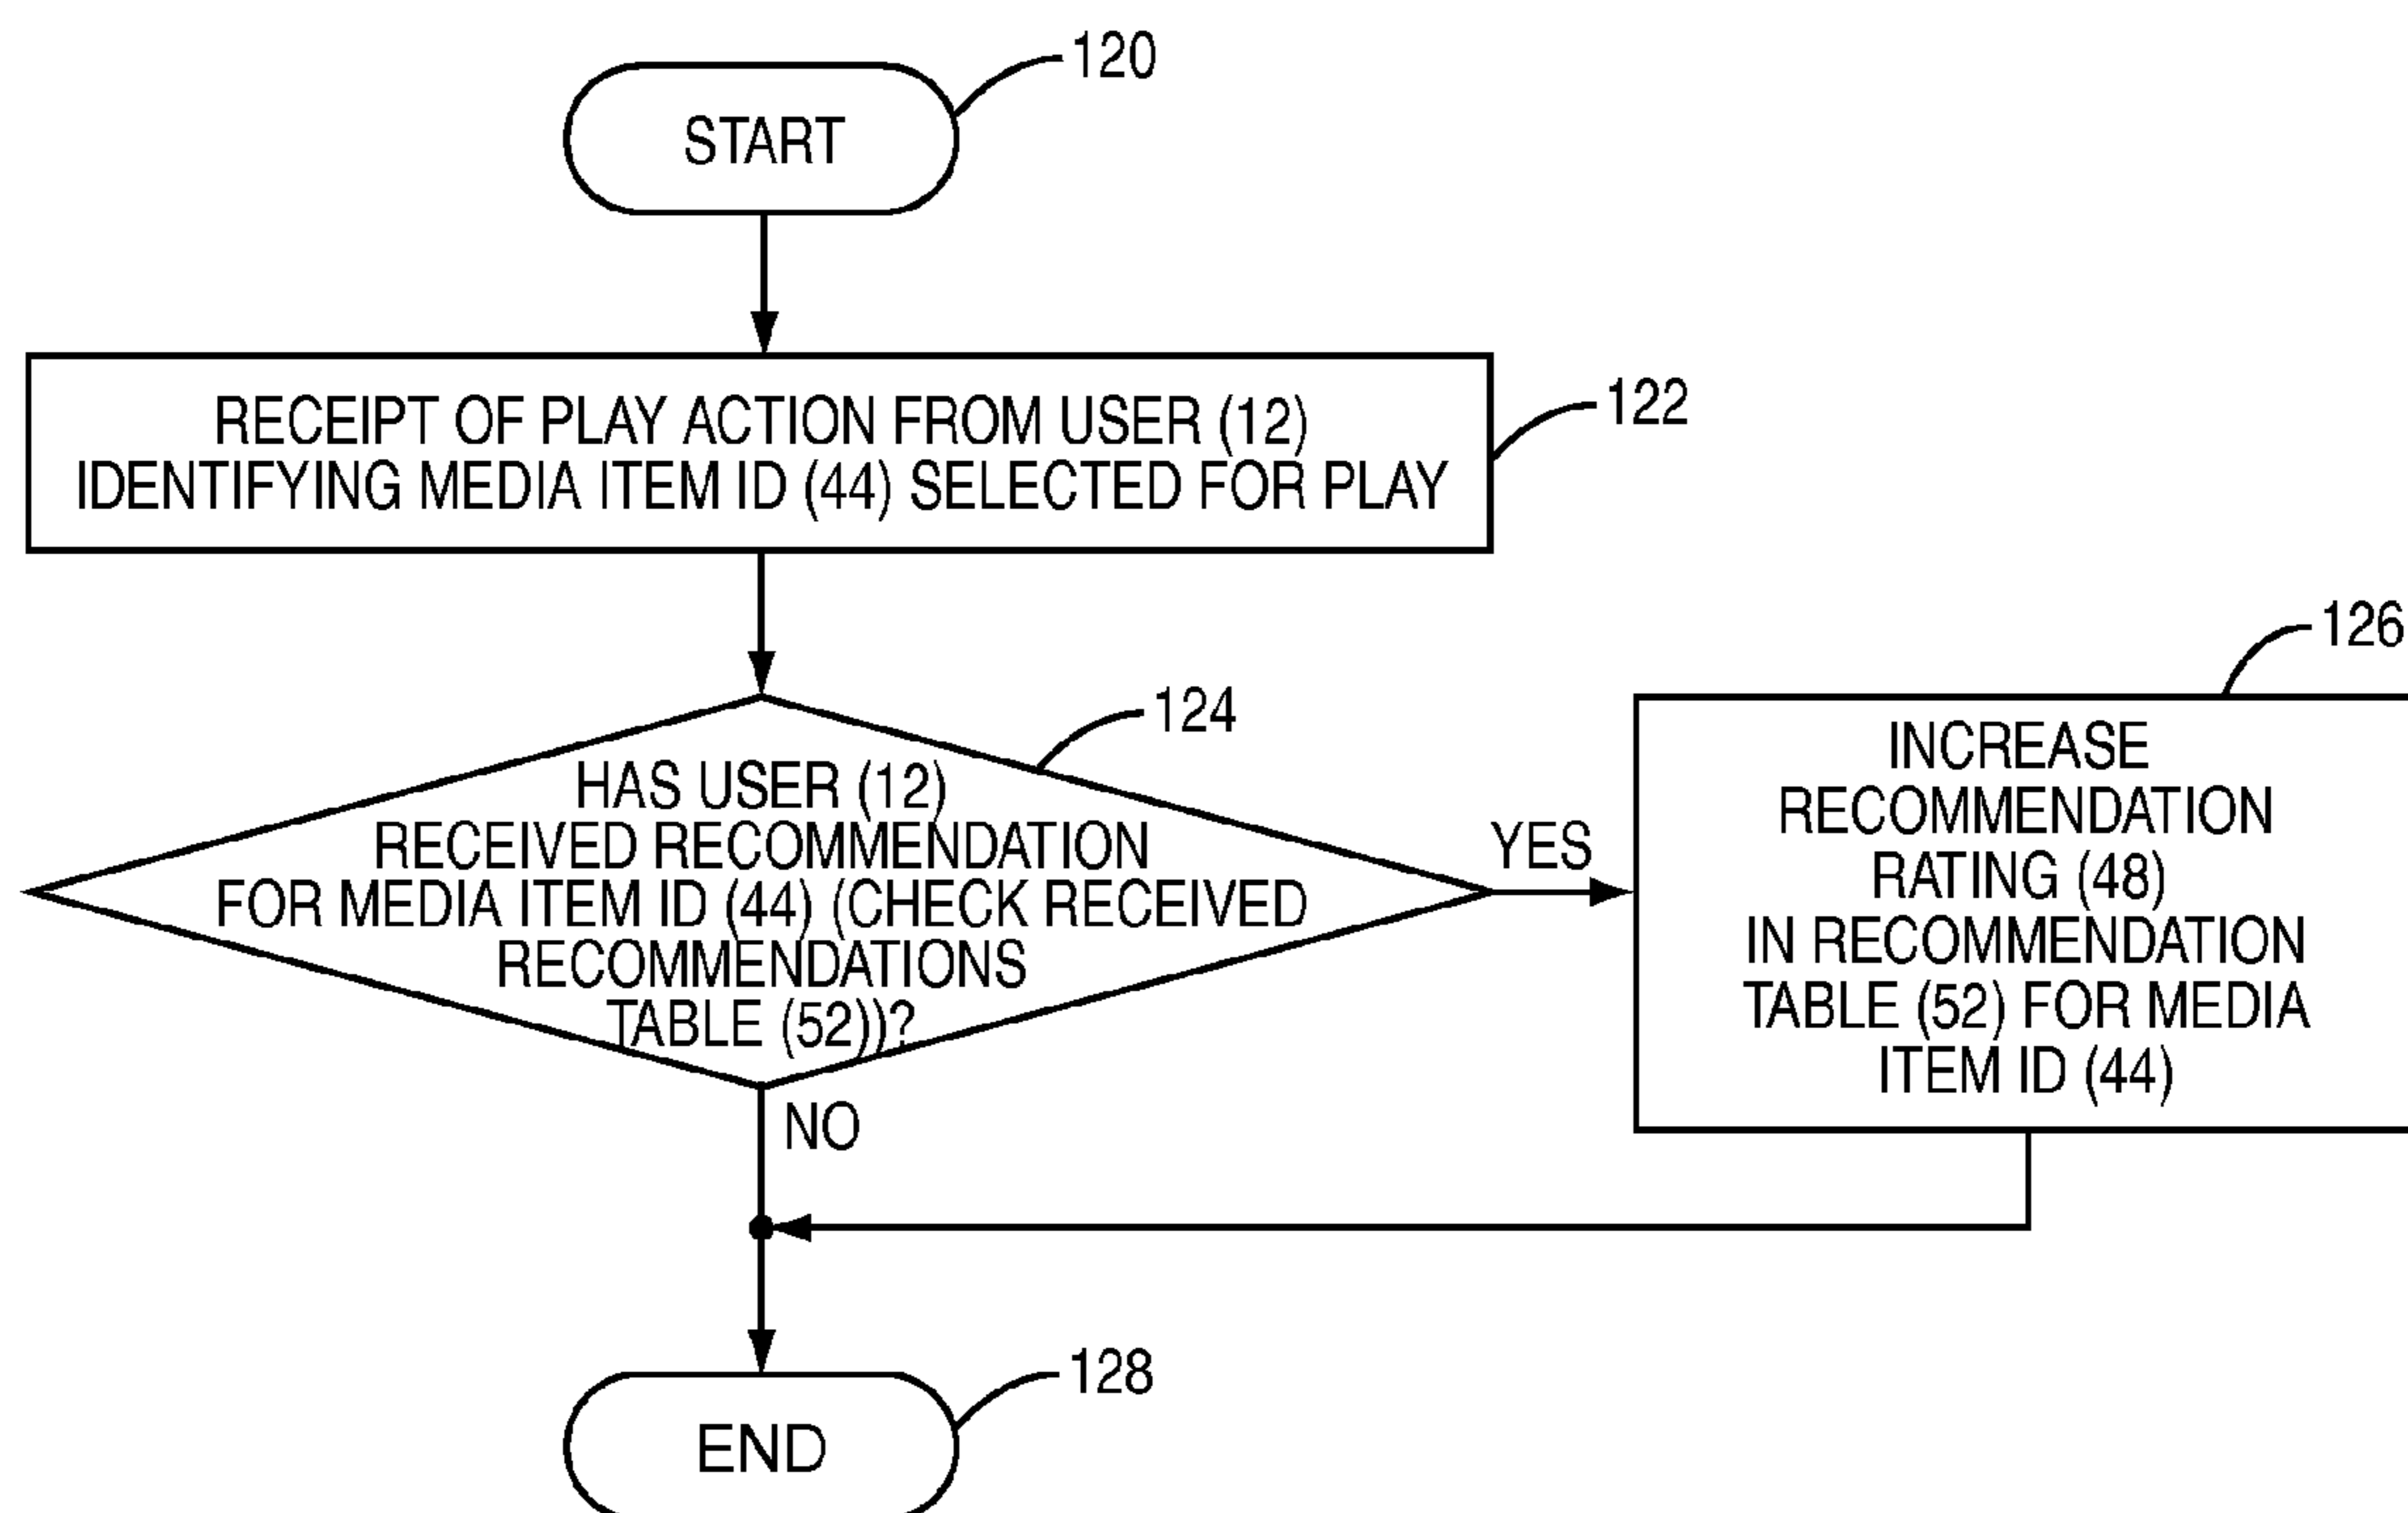 120
START
RECEIPT OF PLAY ACTION FROM USER (12)
IDENTIFYING MEDIA ITEM ID (44) SELECTED FOR PLAY
122
124
HAS USER (12)
RECEIVED RECOMMENDATION
FOR MEDIA ITEM ID (44) (CHECK RECEIVED
RECOMMENDATIONS
TABLE (52))?
YES
NO
126
INCREASE
RECOMMENDATION
RATING (48)
IN RECOMMENDATION
TABLE (52) FOR MEDIA
ITEM ID (44)
128
END